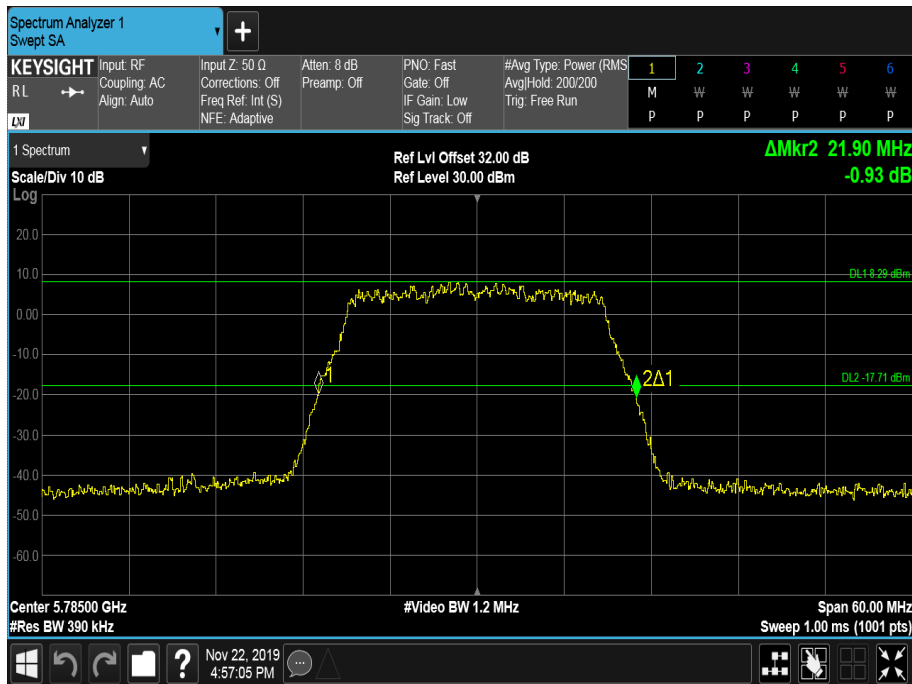 Spectrum Analyzer 1
Swept SA
KEYSIGHT
RL
LXI
Input: RF
Coupling: AC
Align: Auto
Input Z: 50 Ω
Corrections: Off
Freq Ref: Int (S)
NFE: Adaptive
Atten: 8 dB
Preamp: Off
PNO: Fast
Gate: Off
IF Gain: Low
Sig Track: Off
#Avg Type: Power (RMS
Avg|Hold: 200/200
Trig: Free Run
1 2 3 4 5 6
M W W W W W
P P P P P P
1 Spectrum
Scale/Div 10 dB
Log
Ref Lvl Offset 32.00 dB
Ref Level 30.00 dBm
ΔMkr2 21.90 MHz
-0.93 dB
20.0
10.0
DL1 8.29 dBm
0.00
-10.0
1
2Δ1
DL2 -17.71 dBm
-20.0
-30.0
-40.0
-50.0
-60.0
Center 5.78500 GHz
#Video BW 1.2 MHz
Span 60.00 MHz
#Res BW 390 kHz
Sweep 1.00 ms (1001 pts)
?
Nov 22, 2019
4:57:05 PM